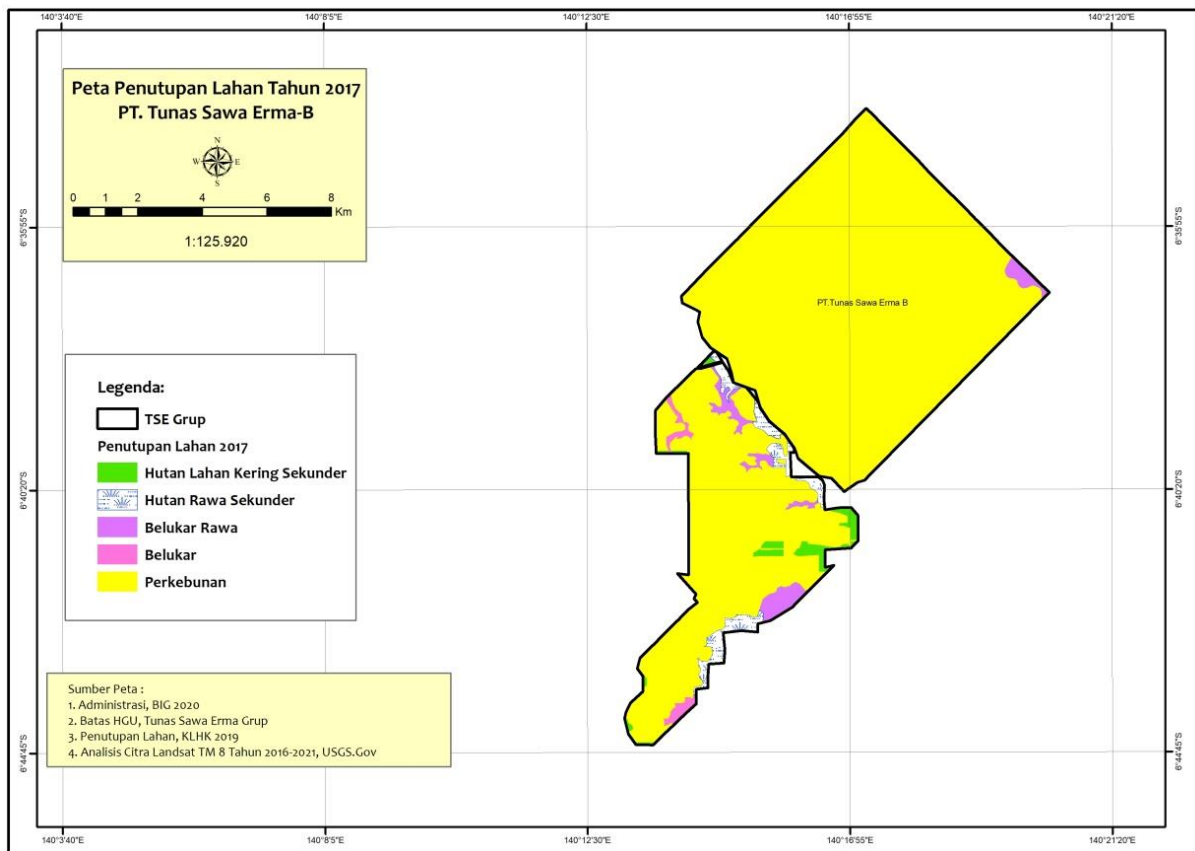 140°3'40"E 140°8'5"E 140°12'30"E 140°16'55"E 140°21'20"E
Peta Penutupan Lahan Tahun 2017
PT. Tunas Sawa Erma-B
N
W E
S
0 1 2 4 6 8
Km
1:125.920
6°35'55"S 6°35'55"S
PT.Tunas Sawa Erma B
Legenda:
TSE Grup
Penutupan Lahan 2017
Hutan Lahan Kering Sekunder
Hutan Rawa Sekunder
Belukar Rawa
Belukar
Perkebunan
6°40'20"S 6°40'20"S
Sumber Peta :
1. Administrasi, BIG 2020
2. Batas HGU, Tunas Sawa Erma Grup
3. Penutupan Lahan, KLHK 2019
4. Analisis Citra Landsat TM 8 Tahun 2016-2021, USGS.Gov
6°44'45"S 6°44'45"S
140°3'40"E 140°8'5"E 140°12'30"E 140°16'55"E 140°21'20"E